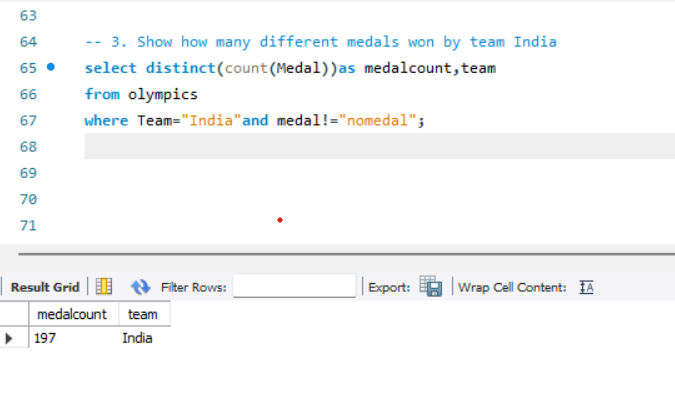 63
64 -- 3. Show how many different medals won by team India
65 select distinct(count(Medal))as medalcount,team
66 from olympics
67 where Team="India"and medal!="nomedal";
68
69
70
71
Result Grid Filter Rows: Export: Wrap Cell Content: IA
medalcount team
197 India